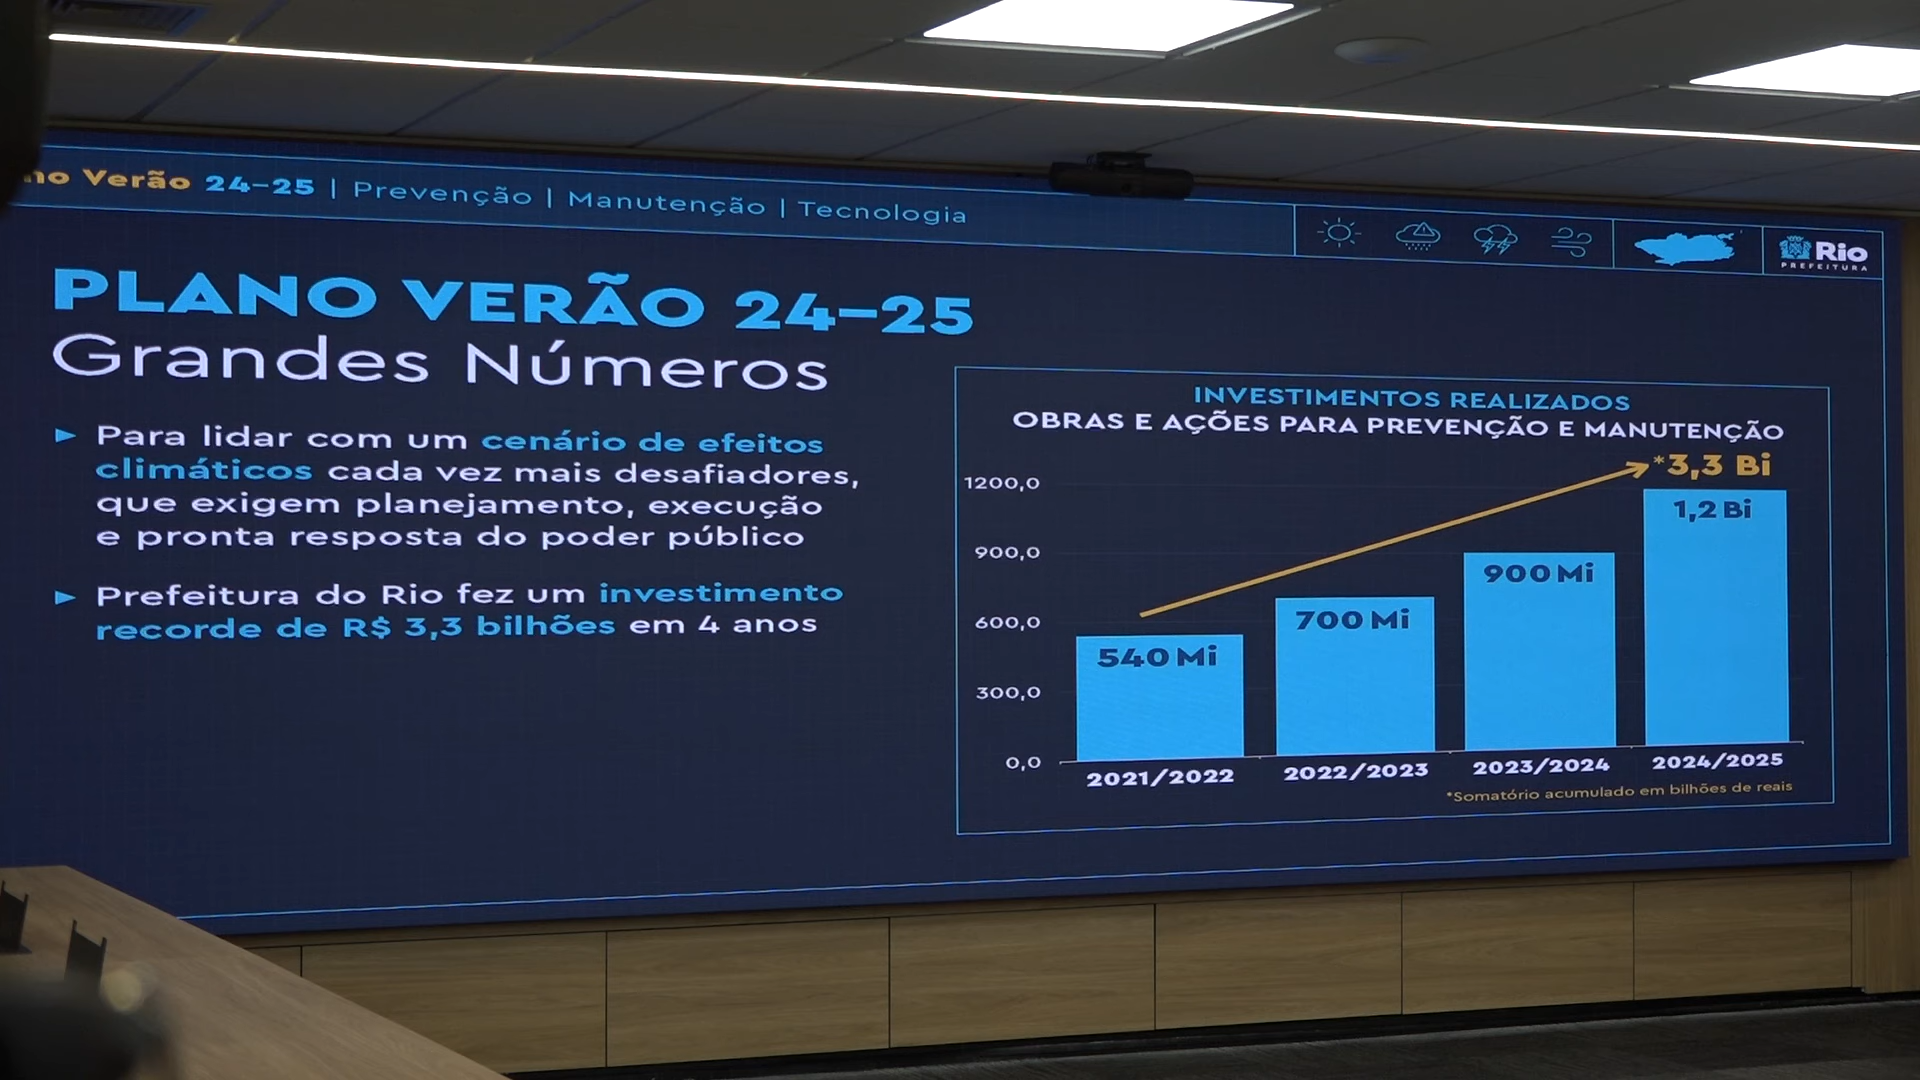 no Verão 24–25 | Prevenção | Manutenção | Tecnologia
Rio
PREFEITURA
PLANO VERÃO 24–25
Grandes Números
► Para lidar com um cenário de efeitos
climáticos cada vez mais desafiadores,
que exigem planejamento, execução
e pronta resposta do poder público
► Prefeitura do Rio fez um investimento
recorde de R$ 3,3 bilhões em 4 anos
INVESTIMENTOS REALIZADOS
OBRAS E AÇÕES PARA PREVENÇÃO E MANUTENÇÃO
*3,3 Bi
1200,0
900,0
600,0
300,0
0,0
540 Mi
700 Mi
900 Mi
1,2 Bi
2021/2022
2022/2023
2023/2024
2024/2025
*Somatório acumulado em bilhões de reais